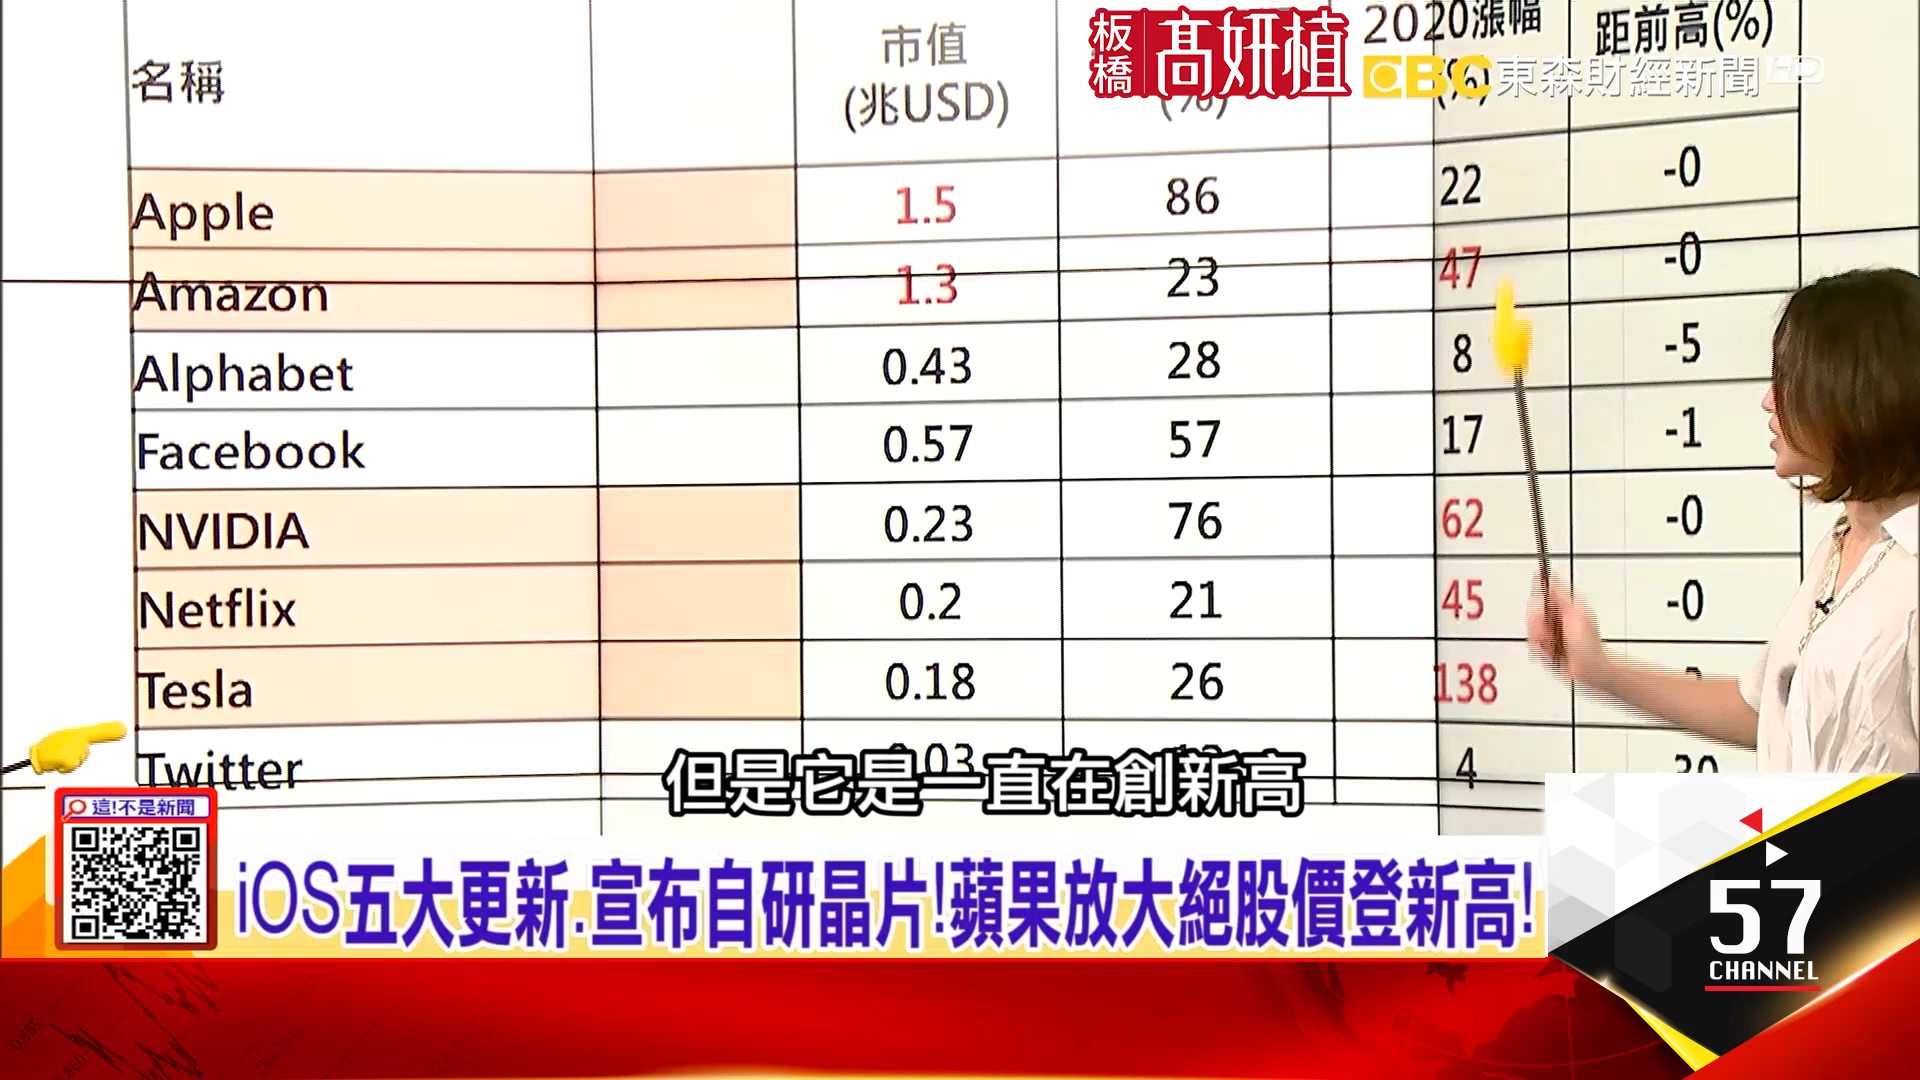 板橋 高妍植
EBC 東森財經新聞 HD
名稱 市值 (兆USD) (%) 2020漲幅 (%) 距前高(%)
Apple 1.5 86 22 -0
Amazon 1.3 23 47 -0
Alphabet 0.43 28 8 -5
Facebook 0.57 57 17 -1
NVIDIA 0.23 76 62 -0
Netflix 0.2 21 45 -0
Tesla 0.18 26 138
Twitter 4
但是它是一直在創新高
這!不是新聞
iOS五大更新.宣布自研晶片!蘋果放大絕股價登新高!
57
CHANNEL